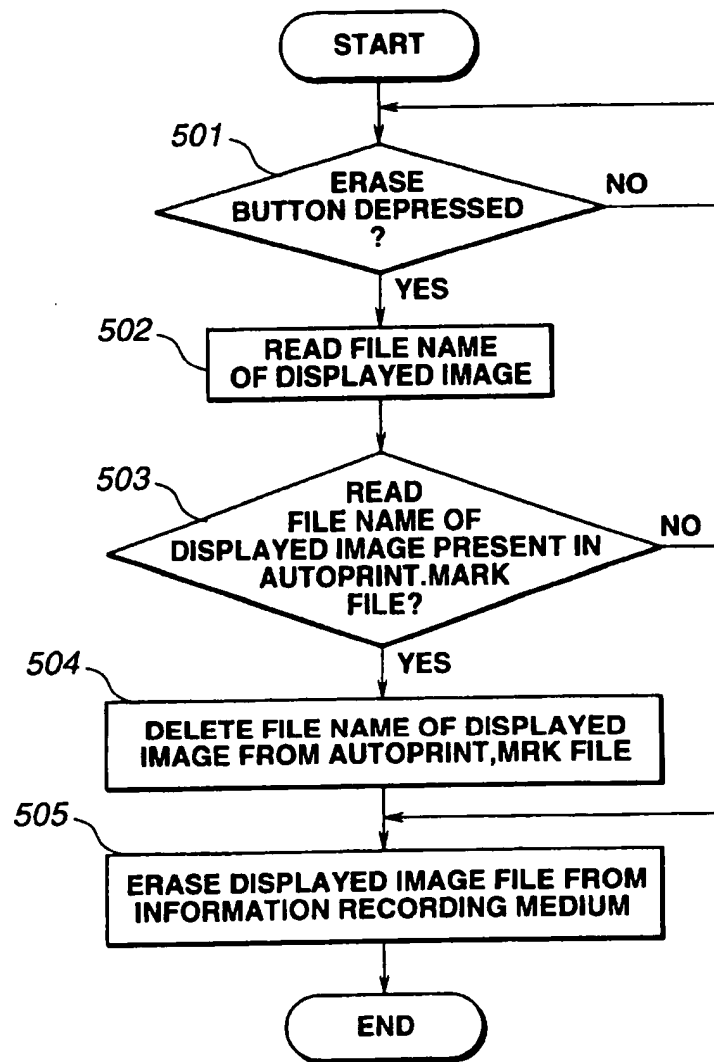 START
501
ERASE
BUTTON DEPRESSED
?
NO
YES
502
READ FILE NAME
OF DISPLAYED IMAGE
503
READ
FILE NAME OF
DISPLAYED IMAGE PRESENT IN
AUTOPRINT.MARK
FILE?
NO
YES
504
DELETE FILE NAME OF DISPLAYED
IMAGE FROM AUTOPRINT,MRK FILE
505
ERASE DISPLAYED IMAGE FILE FROM
INFORMATION RECORDING MEDIUM
END